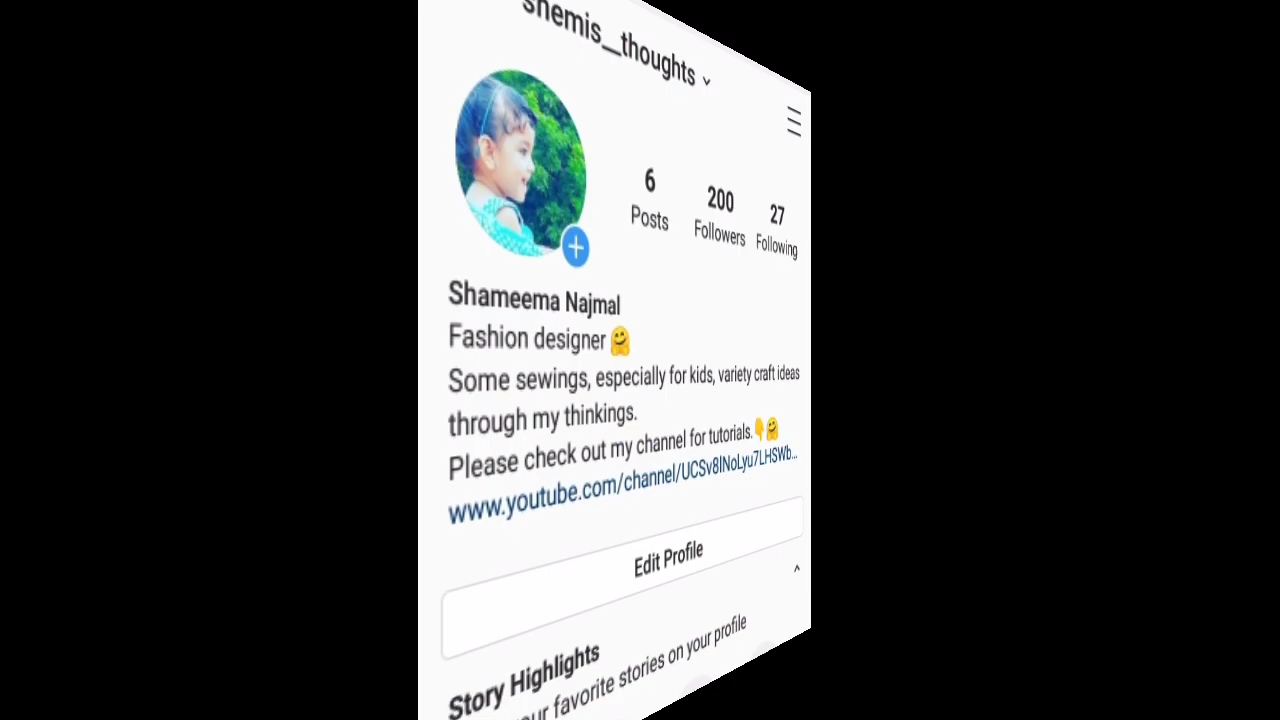 shemis__thoughts
6 200 27
Posts Followers Following
Shameema Najmal
Fashion designer 🤗
Some sewings, especially for kids, variety craft ideas
through my thinkings.
Please check out my channel for tutorials.👇🤗
www.youtube.com/channel/UCSv8INoLyu7LHSWb...
Edit Profile
Story Highlights
your favorite stories on your profile